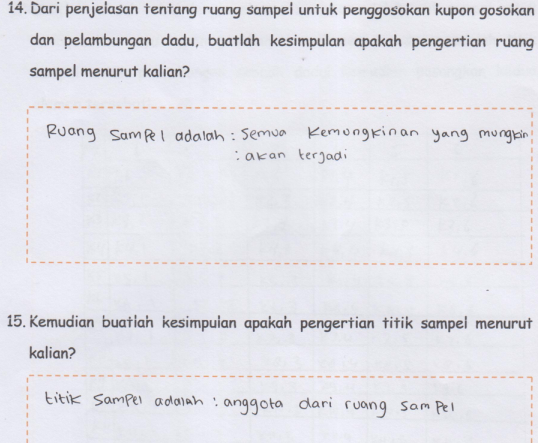 14. Dari penjelasan tentang ruang sampel untuk penggosokan kupon gosokan
dan pelambungan dadu, buatlah kesimpulan apakah pengertian ruang
sampel menurut kalian?
Ruang Sampel adalah : Semua Kemungkinan yang mungkin
: akan terjadi
15. Kemudian buatlah kesimpulan apakah pengertian titik sampel menurut
kalian?
titik Sampel adalah : anggota dari ruang Sampel